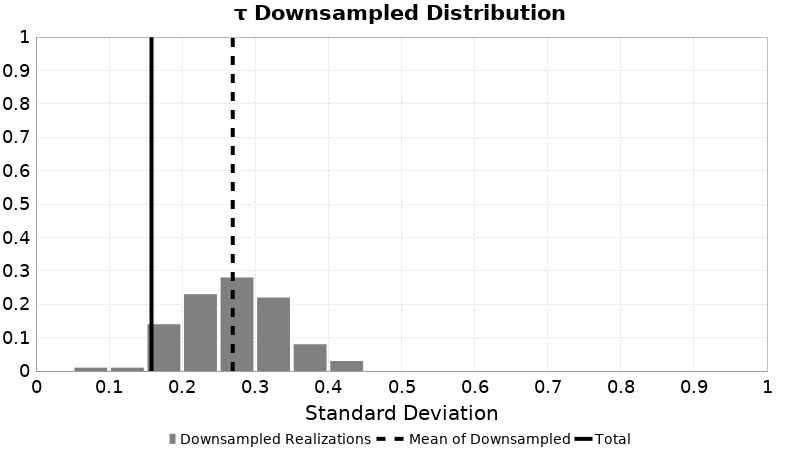 τ Downsampled Distribution
1
0.9
0.8
0.7
0.6
0.5
0.4
0.3
0.2
0.1
0
0 0.1 0.2 0.3 0.4 0.5 0.6 0.7 0.8 0.9 1
Standard Deviation
Downsampled Realizations Mean of Downsampled Total